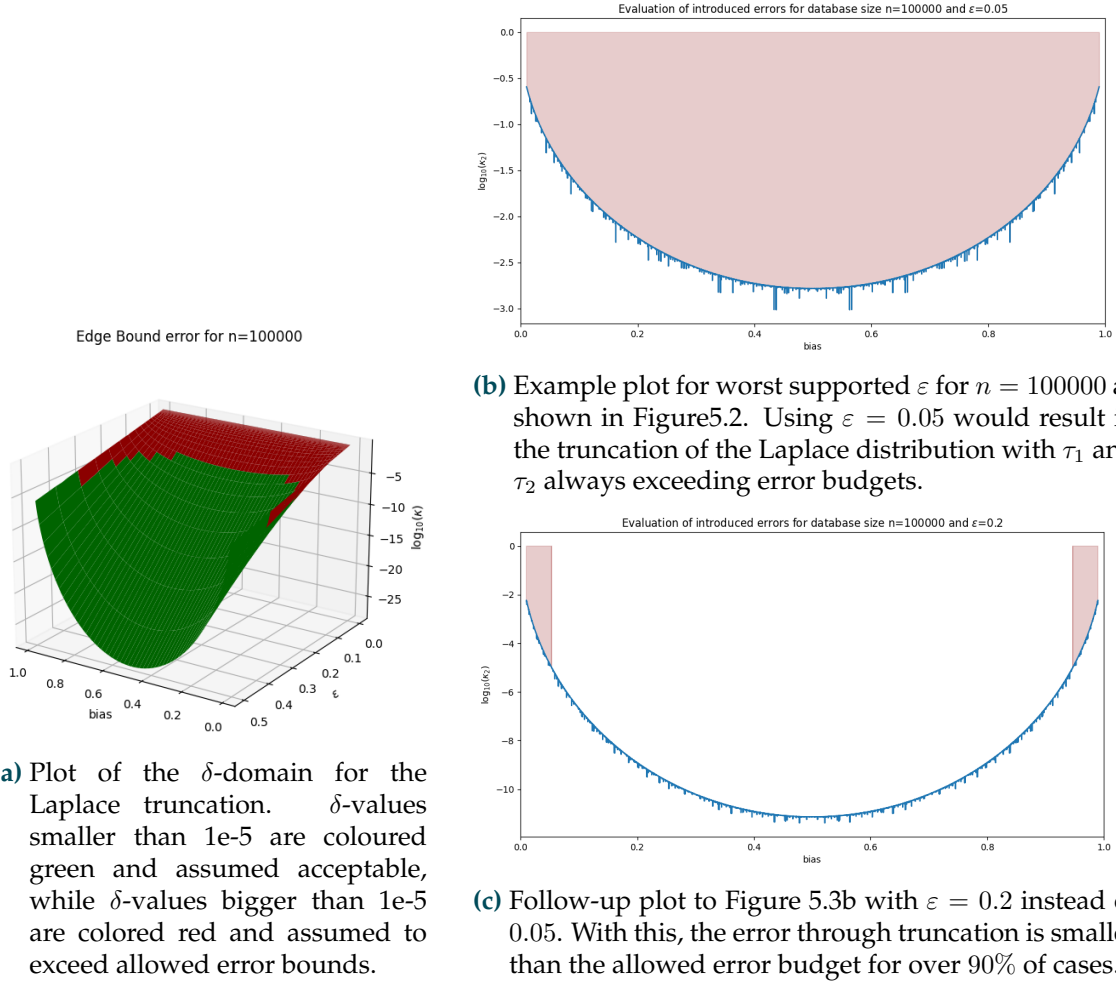 Edge Bound error for n=100000
−5
−10
−15
−20
−25
log10(κ)
1.0
0.8
0.6
0.4
0.2
0.0
bias
0.5
0.4
0.3
0.2
0.1
0.0
ε
a) Plot of the δ-domain for the
Laplace truncation. δ-values
smaller than 1e-5 are coloured
green and assumed acceptable,
while δ-values bigger than 1e-5
are colored red and assumed to
exceed allowed error bounds.
Evaluation of introduced errors for database size n=100000 and ε=0.05
0.0
−0.5
−1.0
−1.5
−2.0
−2.5
−3.0
log10(κ2)
0.0 0.2 0.4 0.6 0.8 1.0
bias
(b) Example plot for worst supported ε for n = 100000 a
shown in Figure5.2. Using ε = 0.05 would result i
the truncation of the Laplace distribution with τ1 an
τ2 always exceeding error budgets.
Evaluation of introduced errors for database size n=100000 and ε=0.2
0
−2
−4
−6
−8
−10
log10(κ2)
0.0 0.2 0.4 0.6 0.8 1.0
bias
(c) Follow-up plot to Figure 5.3b with ε = 0.2 instead
0.05. With this, the error through truncation is smalle
than the allowed error budget for over 90% of cases.